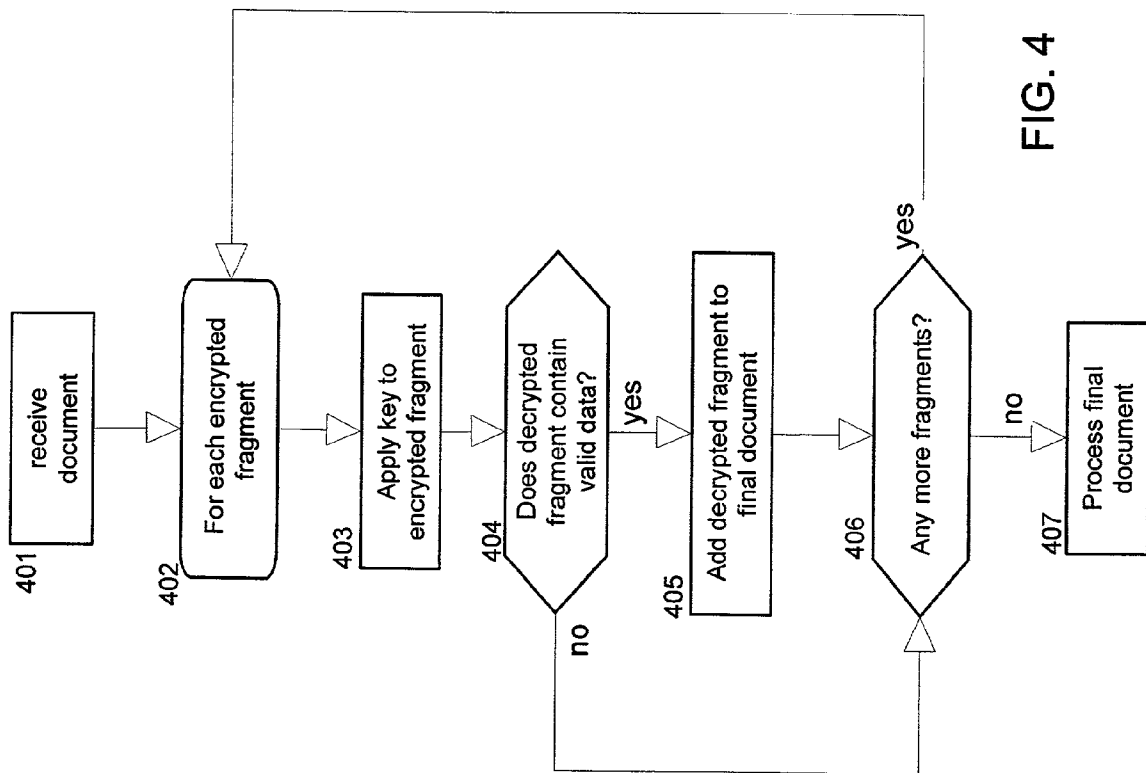 401
receive
document
402
For each encrypted
fragment
403
Apply key to
encrypted fragment
404
Does decrypted
fragment contain
valid data?
no
yes
405
Add decrypted fragment to
final document
406
Any more fragments?
yes
no
407
Process final
document
FIG. 4